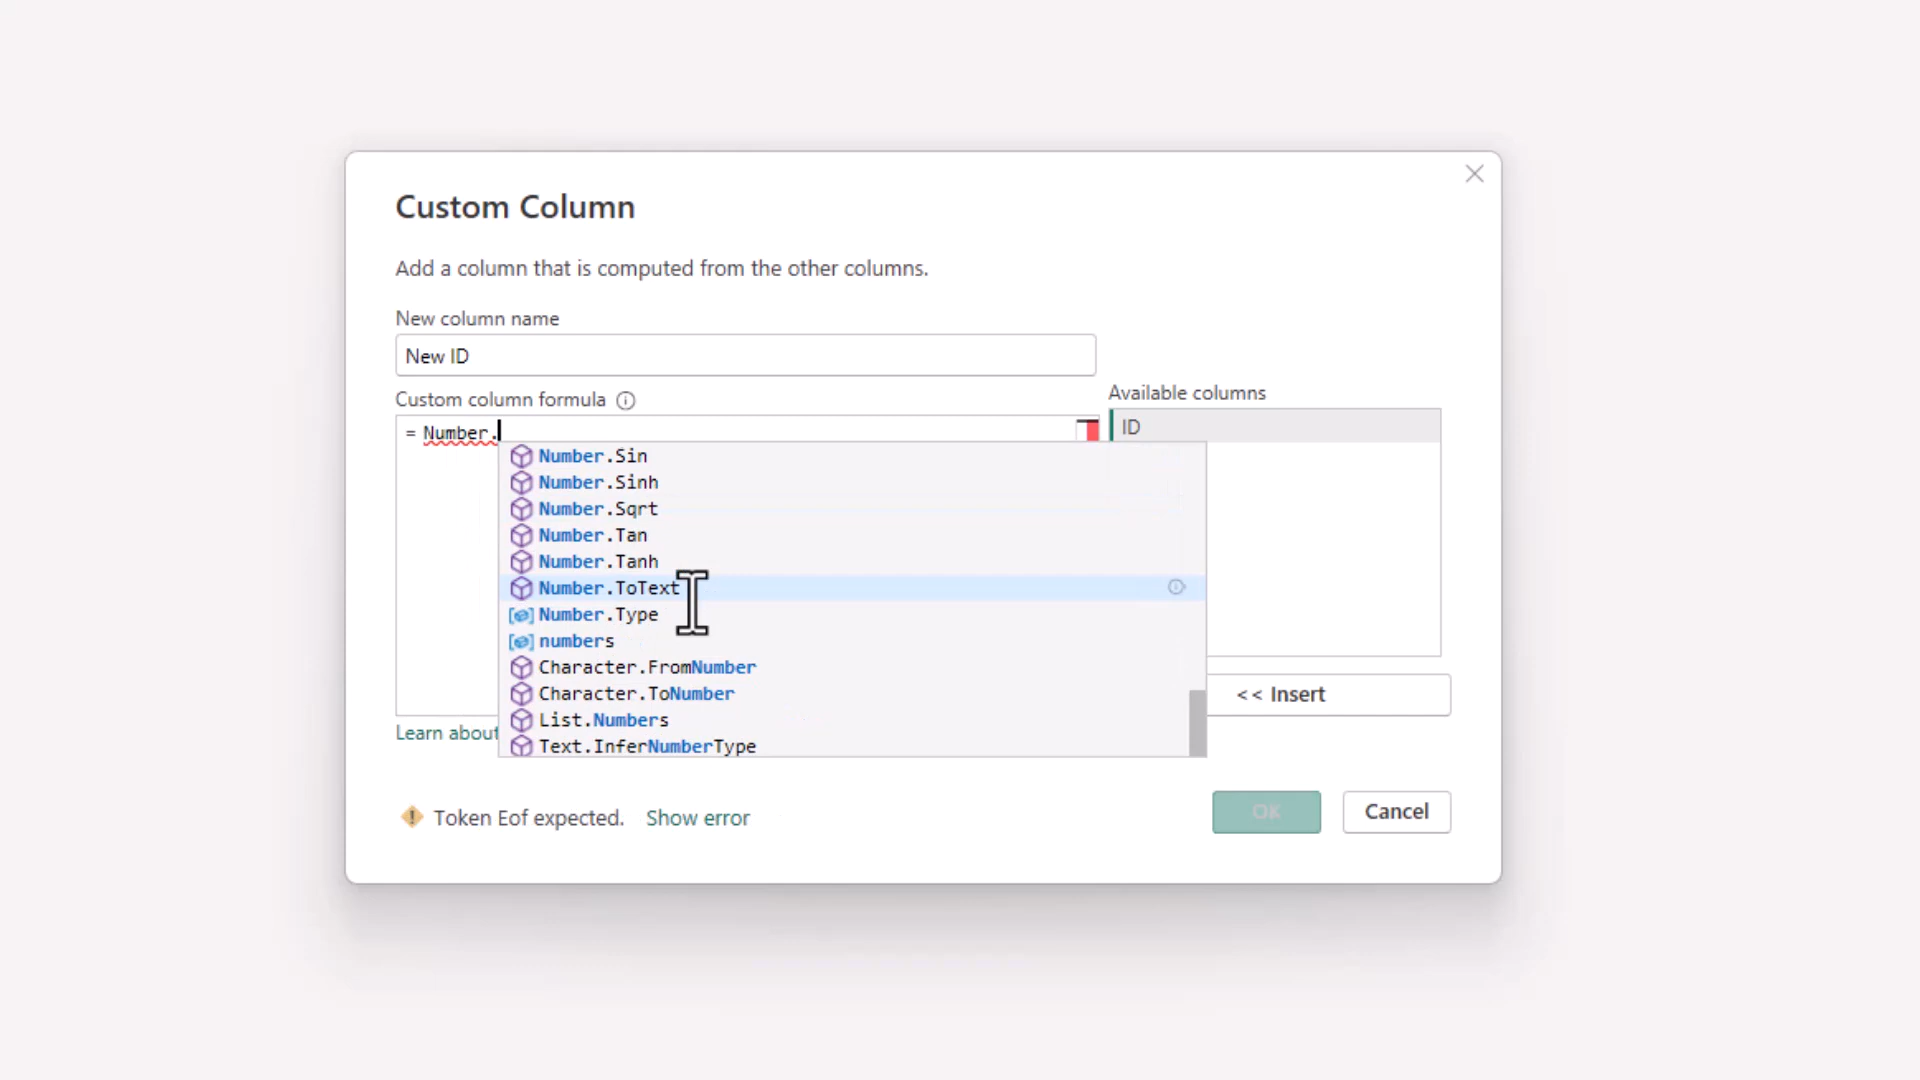 Custom Column
Add a column that is computed from the other columns.
New column name
New ID
Custom column formula
Available columns
= Number.
ID
Number.Sin
Number.Sinh
Number.Sqrt
Number.Tan
Number.Tanh
Number.ToText
Number.Type
numbers
Character.FromNumber
Character.ToNumber
List.Numbers
Text.InferNumberType
<< Insert
Learn about
Token Eof expected. Show error
OK
Cancel